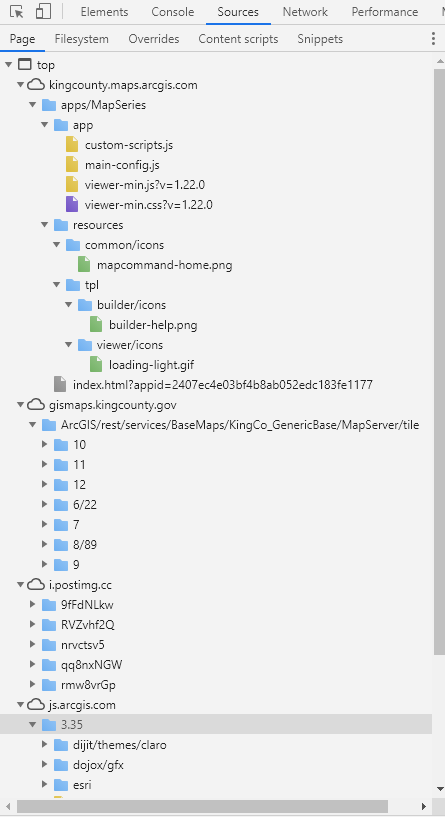 Elements Console Sources Network Performance
Page Filesystem Overrides Content scripts Snippets
top
kingcounty.maps.arcgis.com
apps/MapSeries
app
custom-scripts.js
main-config.js
viewer-min.js?v=1.22.0
viewer-min.css?v=1.22.0
resources
common/icons
mapcommand-home.png
tpl
builder/icons
builder-help.png
viewer/icons
loading-light.gif
index.html?appid=2407ec4e03bf4b8ab052edc183fe1177
gismaps.kingcounty.gov
ArcGIS/rest/services/BaseMaps/KingCo_GenericBase/MapServer/tile
10
11
12
6/22
7
8/89
9
i.postimg.cc
9fFdNLkw
RVZvhf2Q
nrvctsv5
qq8nxNGW
rmw8vrGp
js.arcgis.com
3.35
dijit/themes/claro
dojox/gfx
esri